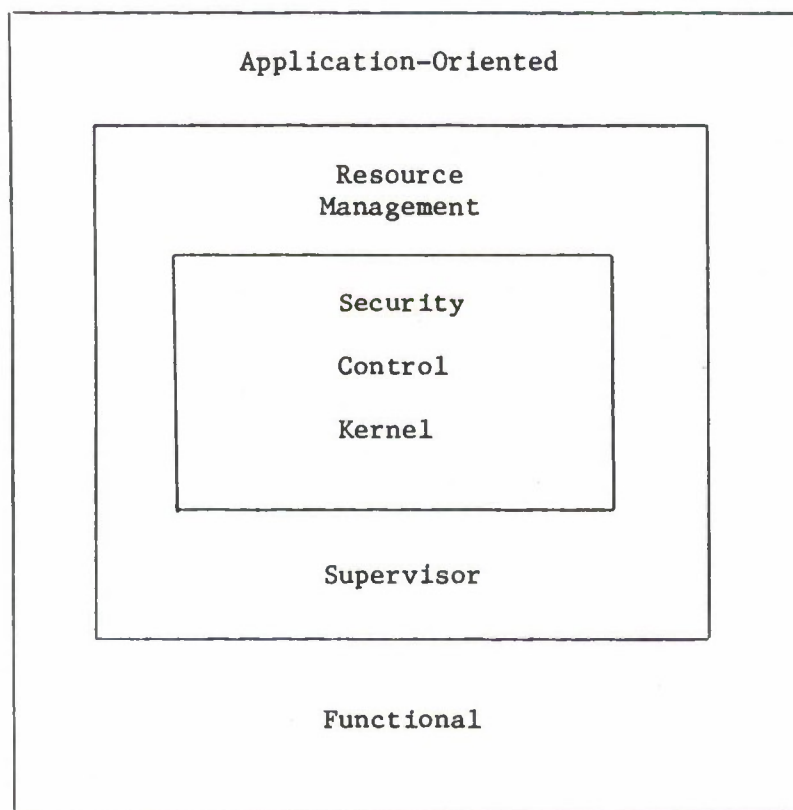 Application-Oriented
Resource
Management
Security
Control
Kernel
Supervisor
Functional